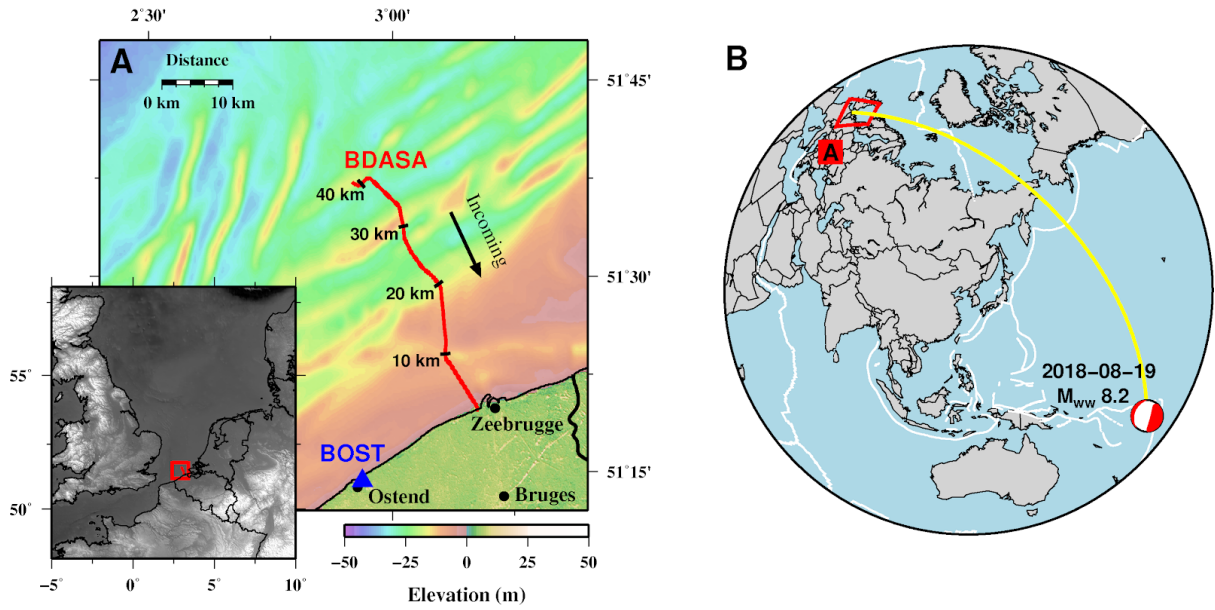 2°30'
3°00'
A
Distance
0 km
10 km
51°45'
BDASA
40 km
30 km
Incoming
51°30'
20 km
10 km
Zeebrugge
BOST
51°15'
Ostend
Bruges
55°
50°
−5°
0°
5°
10°
−50
−25
0
25
50
Elevation (m)
B
A
2018−08−19
Mww 8.2